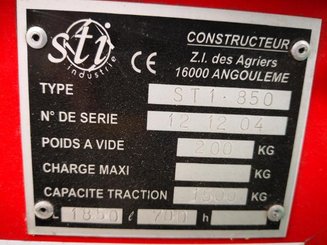 sti
industrie
CE
CONSTRUCTEUR
Z.I. des Agriers
16000 ANGOULEME
TYPE ST1-850
N° DE SERIE 12 12 04
POIDS A VIDE 200 KG
CHARGE MAXI KG
CAPACITE TRACTION 1500 KG
L 1850 l 700 h